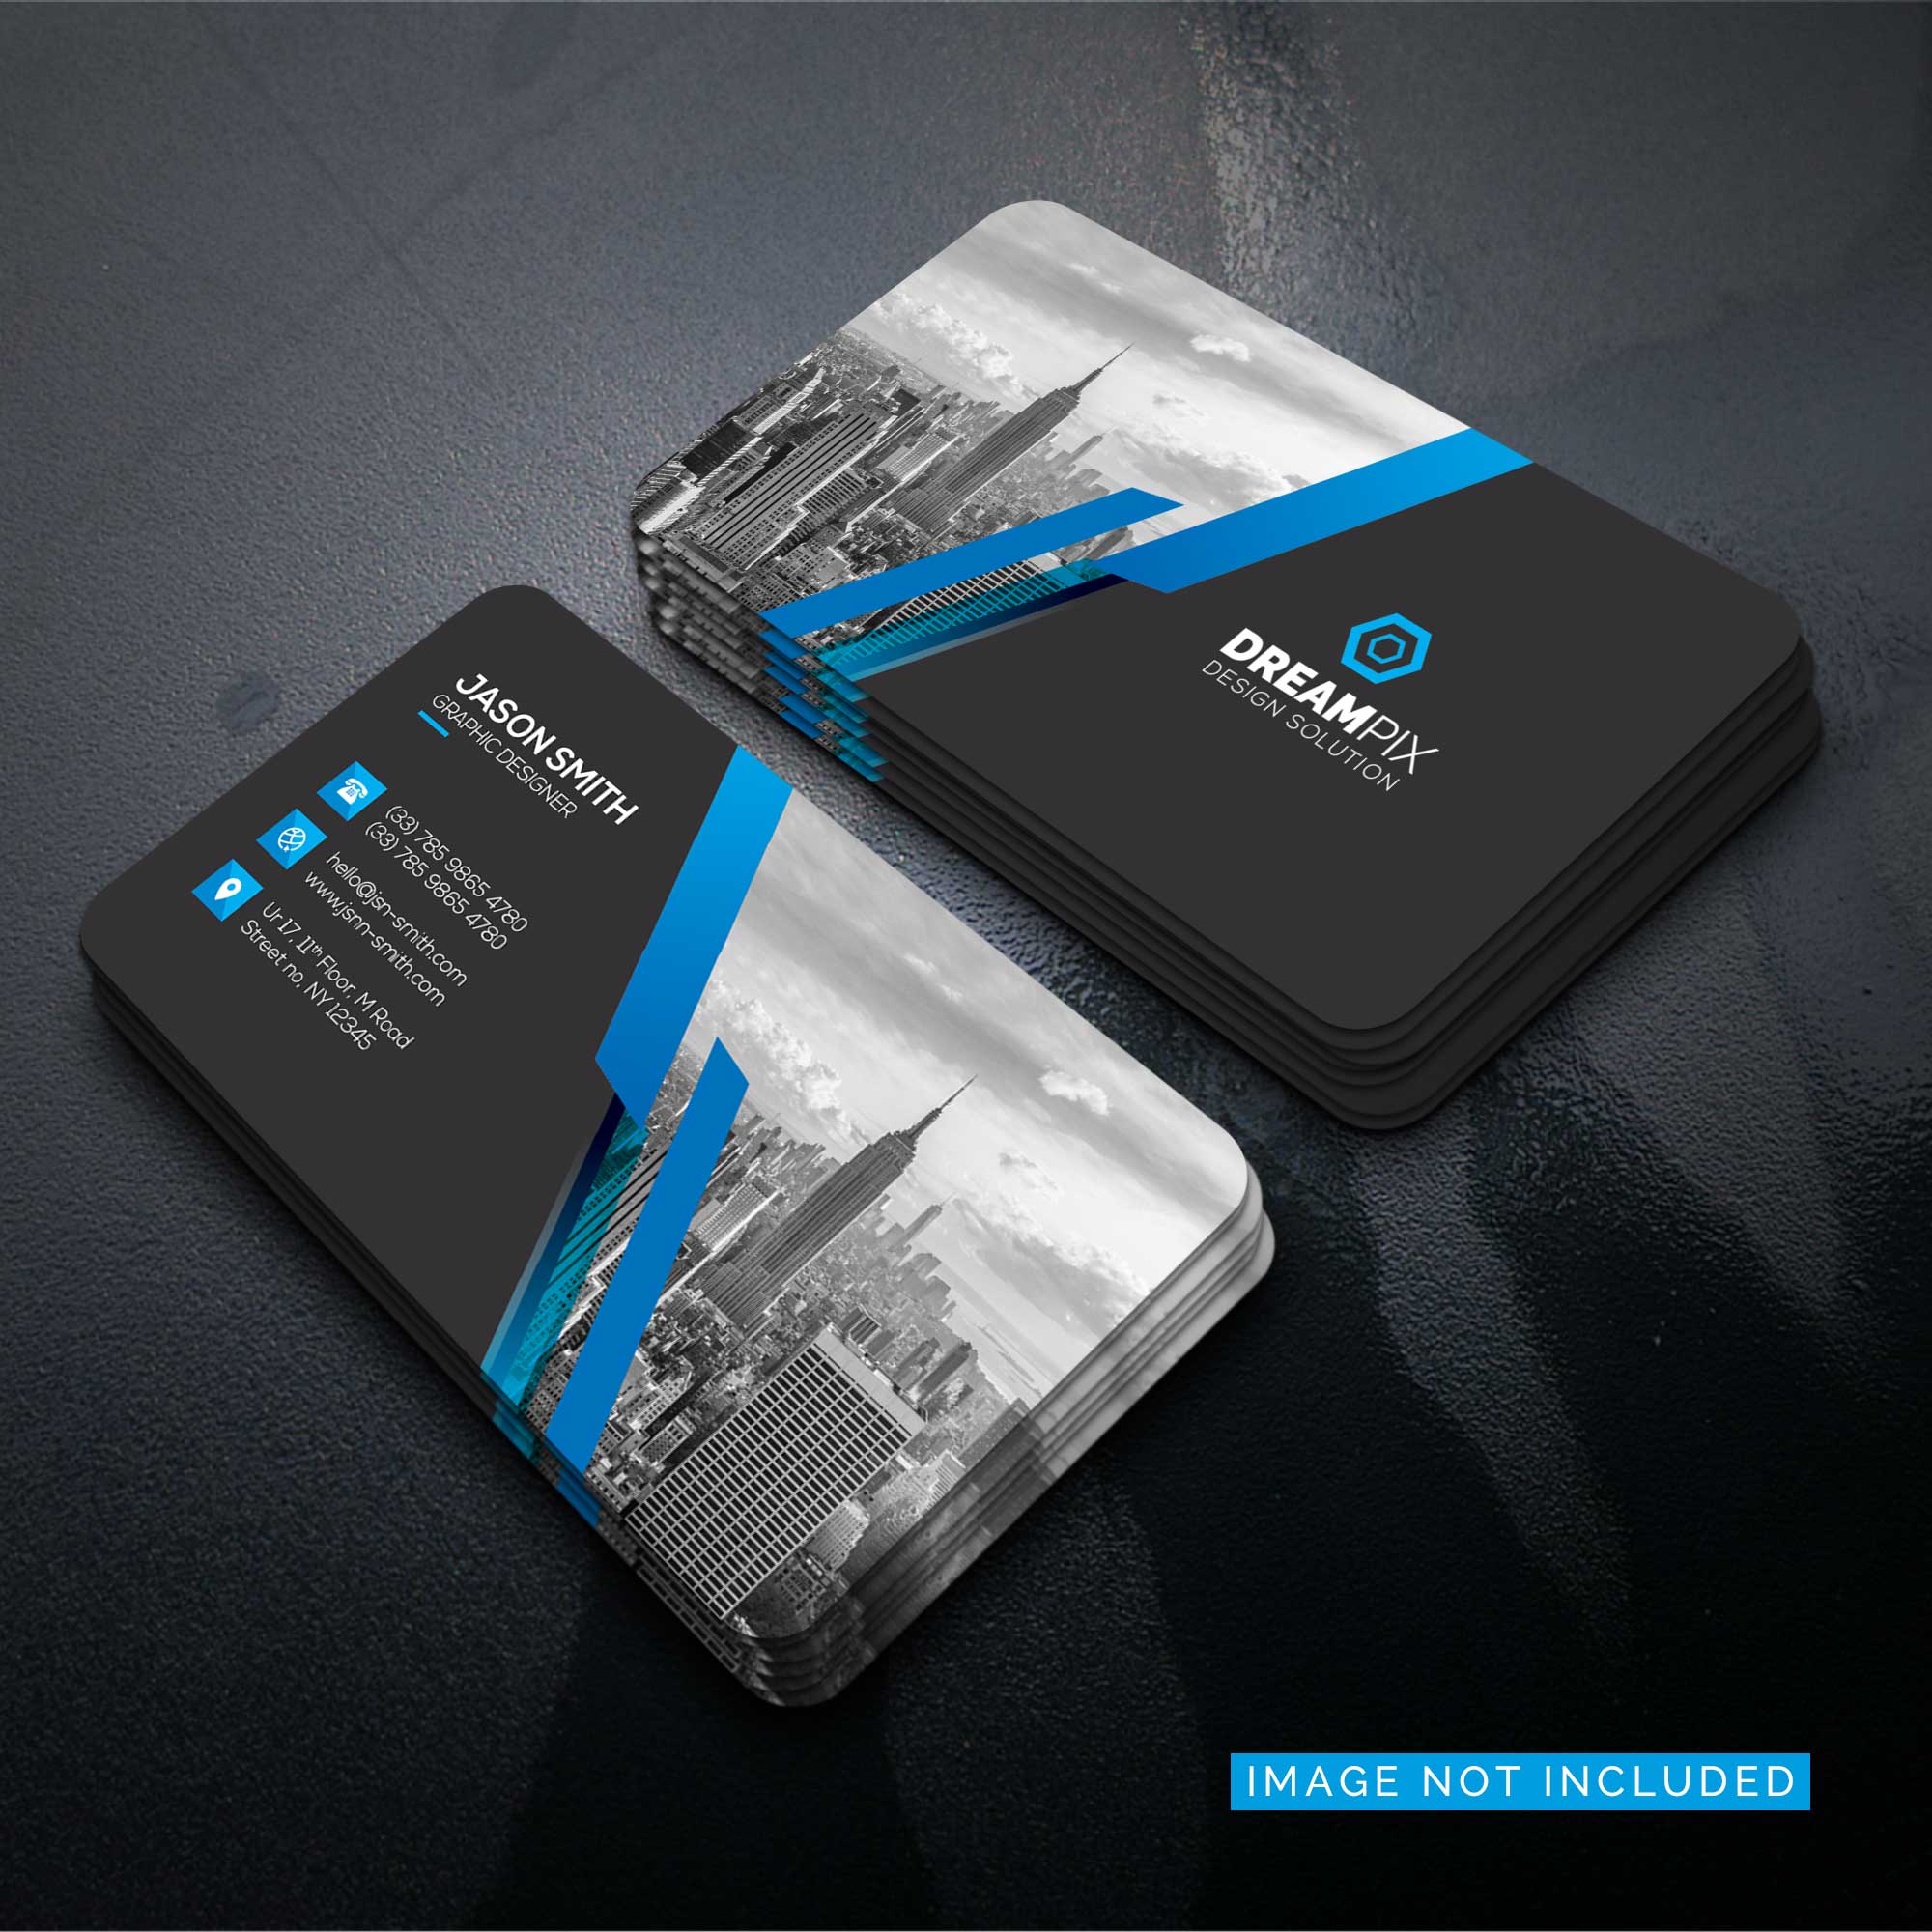 DREAMPIX
DESIGN SOLUTION
JASON SMITH
GRAPHIC DESIGNER
(33) 785 9865 4780
(33) 785 9865 4780
hello@jsn-smith.com
www.jsnn-smith.com
Ur 17, 11th Floor, M Road
Street no, NY 12345
IMAGE NOT INCLUDED